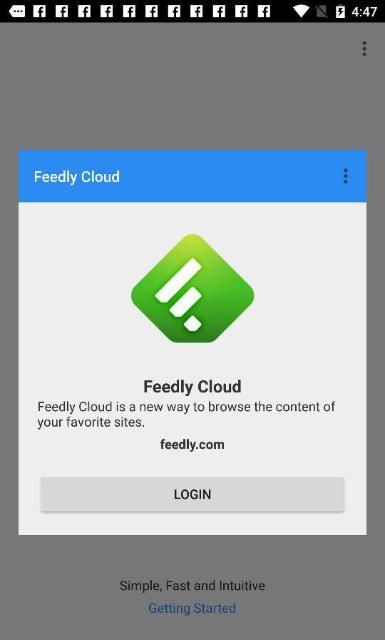 4:47
Feedly Cloud
Feedly Cloud
Feedly Cloud is a new way to browse the content of
your favorite sites.
feedly.com
LOGIN
Simple, Fast and Intuitive
Getting Started